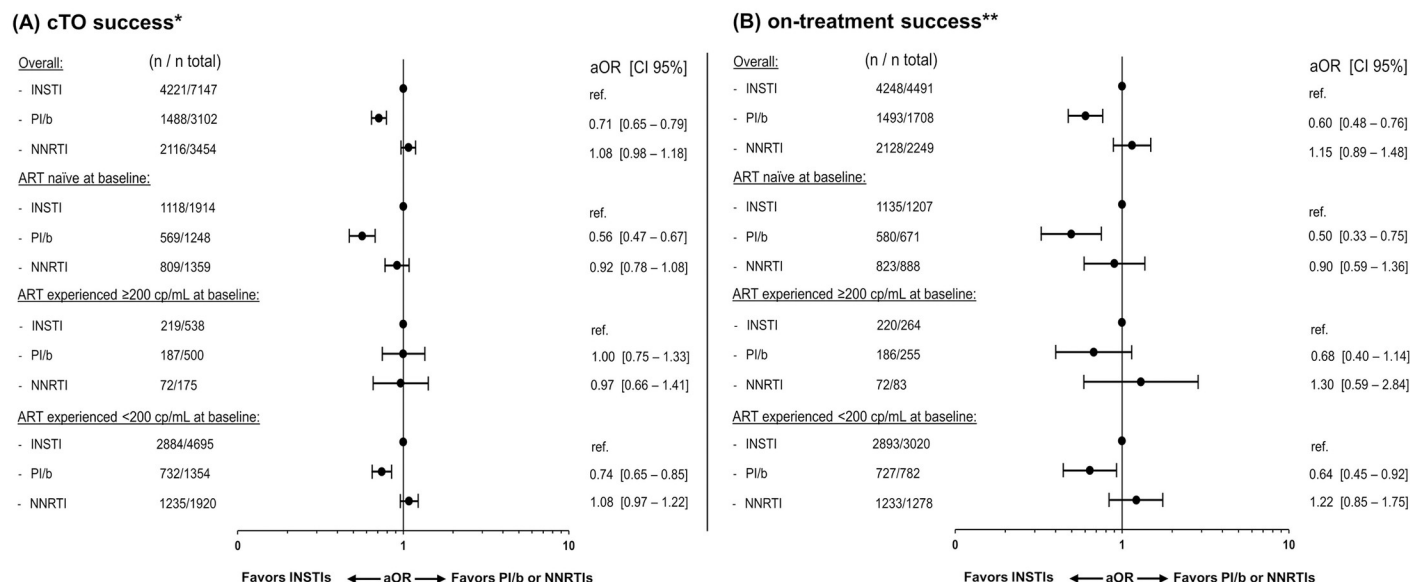 (A) cTO success*
Overall: (n / n total) aOR [CI 95%]
- INSTI 4221/7147 ref.
- PI/b 1488/3102 0.71 [0.65 – 0.79]
- NNRTI 2116/3454 1.08 [0.98 – 1.18]
ART naïve at baseline:
- INSTI 1118/1914 ref.
- PI/b 569/1248 0.56 [0.47 – 0.67]
- NNRTI 809/1359 0.92 [0.78 – 1.08]
ART experienced ≥200 cp/mL at baseline:
- INSTI 219/538 ref.
- PI/b 187/500 1.00 [0.75 – 1.33]
- NNRTI 72/175 0.97 [0.66 – 1.41]
ART experienced <200 cp/mL at baseline:
- INSTI 2884/4695 ref.
- PI/b 732/1354 0.74 [0.65 – 0.85]
- NNRTI 1235/1920 1.08 [0.97 – 1.22]
0 1 10
Favors INSTIs aOR Favors PI/b or NNRTIs
(B) on-treatment success**
Overall: (n / n total) aOR [CI 95%]
- INSTI 4248/4491 ref.
- PI/b 1493/1708 0.60 [0.48 – 0.76]
- NNRTI 2128/2249 1.15 [0.89 – 1.48]
ART naïve at baseline:
- INSTI 1135/1207 ref.
- PI/b 580/671 0.50 [0.33 – 0.75]
- NNRTI 823/888 0.90 [0.59 – 1.36]
ART experienced ≥200 cp/mL at baseline:
- INSTI 220/264 ref.
- PI/b 186/255 0.68 [0.40 – 1.14]
- NNRTI 72/83 1.30 [0.59 – 2.84]
ART experienced <200 cp/mL at baseline:
- INSTI 2893/3020 ref.
- PI/b 727/782 0.64 [0.45 – 0.92]
- NNRTI 1233/1278 1.22 [0.85 – 1.75]
0 1 10
Favors INSTIs aOR Favors PI/b or NNRTIs